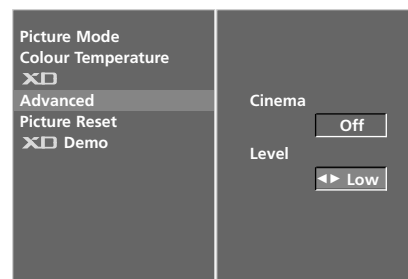 Picture Mode
Colour Temperature
XD
Advanced
Picture Reset
XD Demo
Cinema
Off
Level
◄► Low